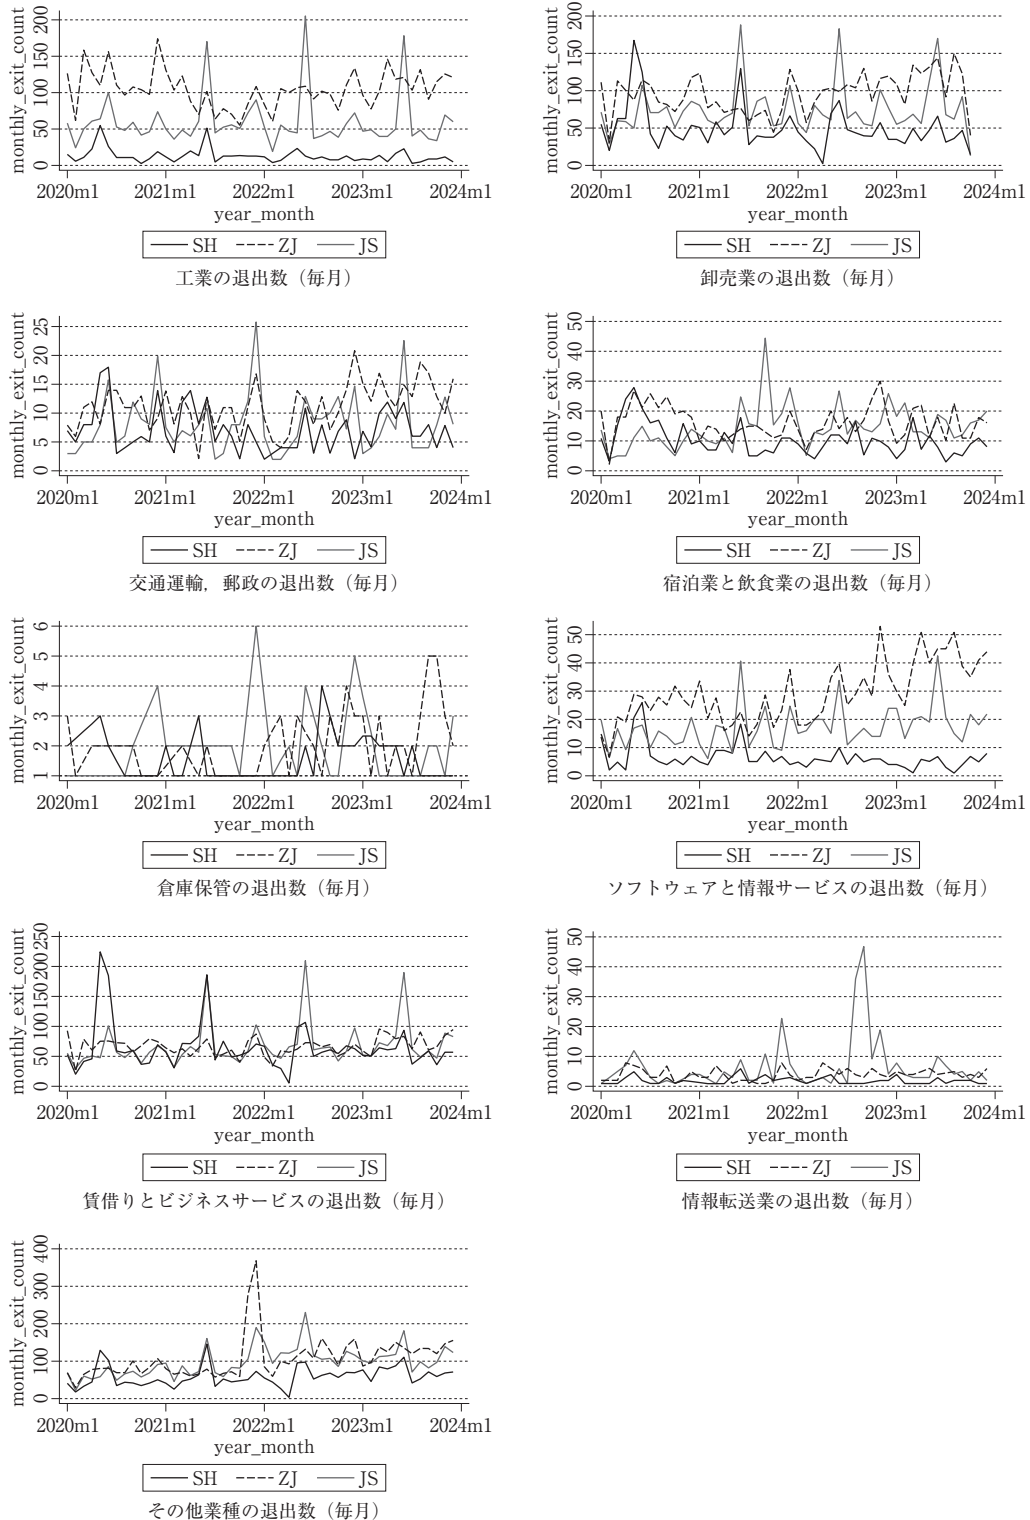 monthly_exit_count
0 50 100 150 200
2020m1 2021m1 2022m1 2023m1 2024m1
year_month
SH ZJ JS
工業の退出数（毎月）
monthly_exit_count
0 50 100 150 200
2020m1 2021m1 2022m1 2023m1 2024m1
year_month
SH ZJ JS
卸売業の退出数（毎月）
monthly_exit_count
0 5 10 15 20 25
2020m1 2021m1 2022m1 2023m1 2024m1
year_month
SH ZJ JS
交通運輸，郵政の退出数（毎月）
monthly_exit_count
0 10 20 30 40 50
2020m1 2021m1 2022m1 2023m1 2024m1
year_month
SH ZJ JS
宿泊業と飲食業の退出数（毎月）
monthly_exit_count
1 2 3 4 5 6
2020m1 2021m1 2022m1 2023m1 2024m1
year_month
SH ZJ JS
倉庫保管の退出数（毎月）
monthly_exit_count
0 10 20 30 40 50
2020m1 2021m1 2022m1 2023m1 2024m1
year_month
SH ZJ JS
ソフトウェアと情報サービスの退出数（毎月）
monthly_exit_count
0 50 100 150 200 250
2020m1 2021m1 2022m1 2023m1 2024m1
year_month
SH ZJ JS
賃借りとビジネスサービスの退出数（毎月）
monthly_exit_count
0 10 20 30 40 50
2020m1 2021m1 2022m1 2023m1 2024m1
year_month
SH ZJ JS
情報転送業の退出数（毎月）
monthly_exit_count
0 100 200 300 400
2020m1 2021m1 2022m1 2023m1 2024m1
year_month
SH ZJ JS
その他業種の退出数（毎月）